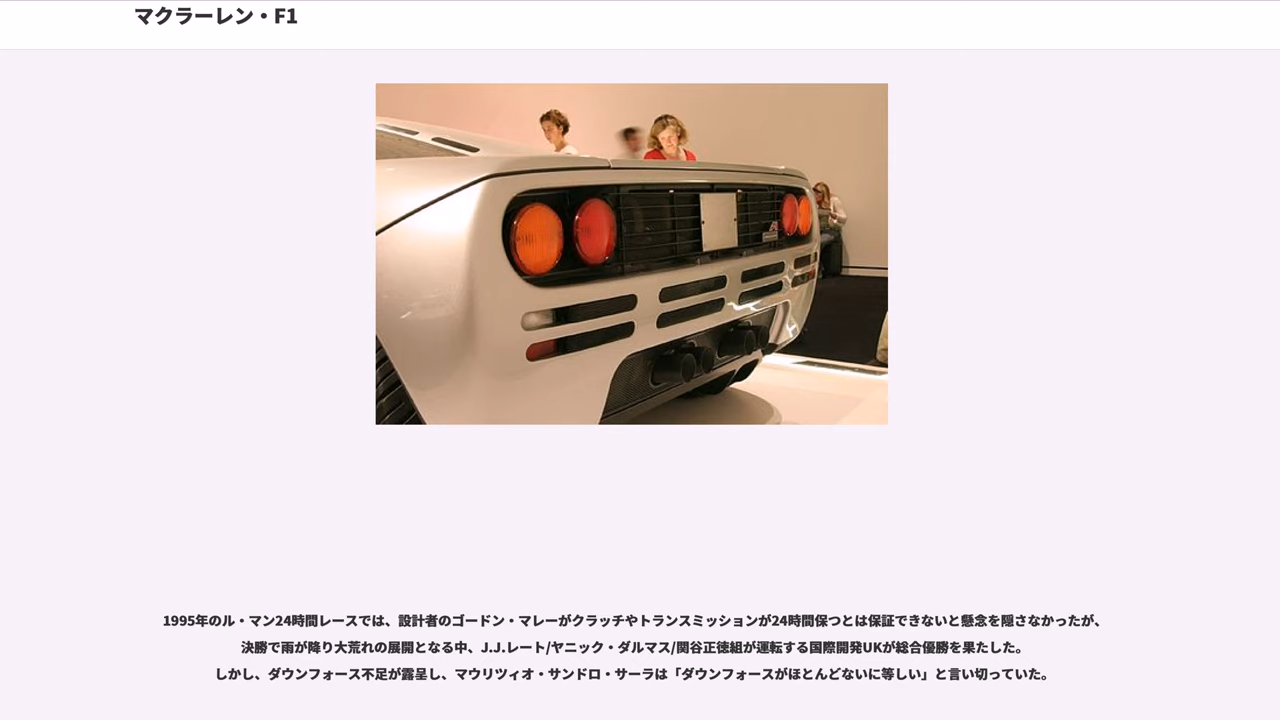 マクラーレン・F1
1995年のル・マン24時間レースでは、設計者のゴードン・マレーがクラッチやトランスミッションが24時間保つとは保証できないと懸念を隠さなかったが、
決勝で雨が降り大荒れの展開となる中、J.J.レート/ヤニック・ダルマス/関谷正徳組が運転する国際開発UKが総合優勝を果たした。
しかし、ダウンフォース不足が露呈し、マウリツィオ・サンドロ・サーラは「ダウンフォースがほとんどないに等しい」と言い切っていた。